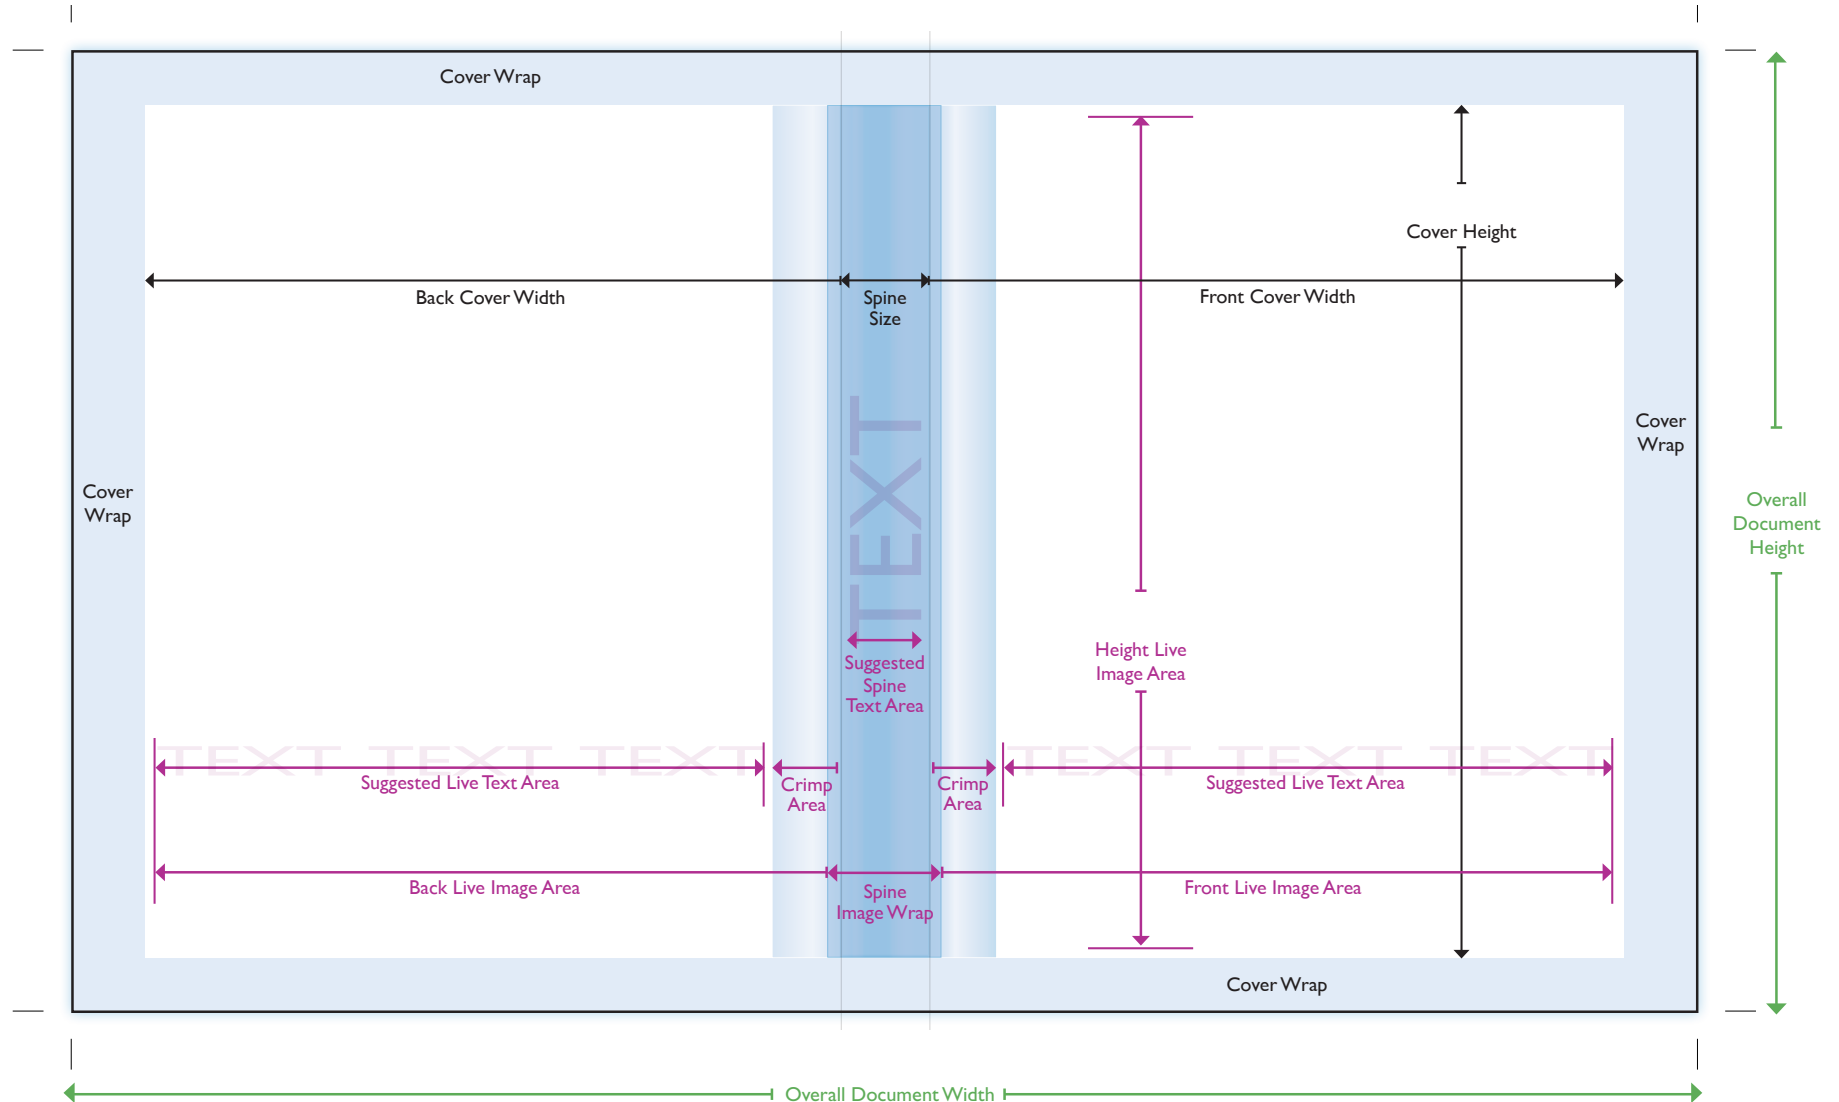 Cover Wrap
Cover Height
Back Cover Width
Spine
Size
Front Cover Width
Cover
Wrap
Cover
Wrap
Overall
Document
Height
TEXT
Suggested
Spine
Text Area
Height Live
Image Area
TEXT TEXT TEXT
TEXT TEXT TEXT
Suggested Live Text Area
Crimp
Area
Crimp
Area
Suggested Live Text Area
Back Live Image Area
Spine
Image Wrap
Front Live Image Area
Cover Wrap
Overall Document Width